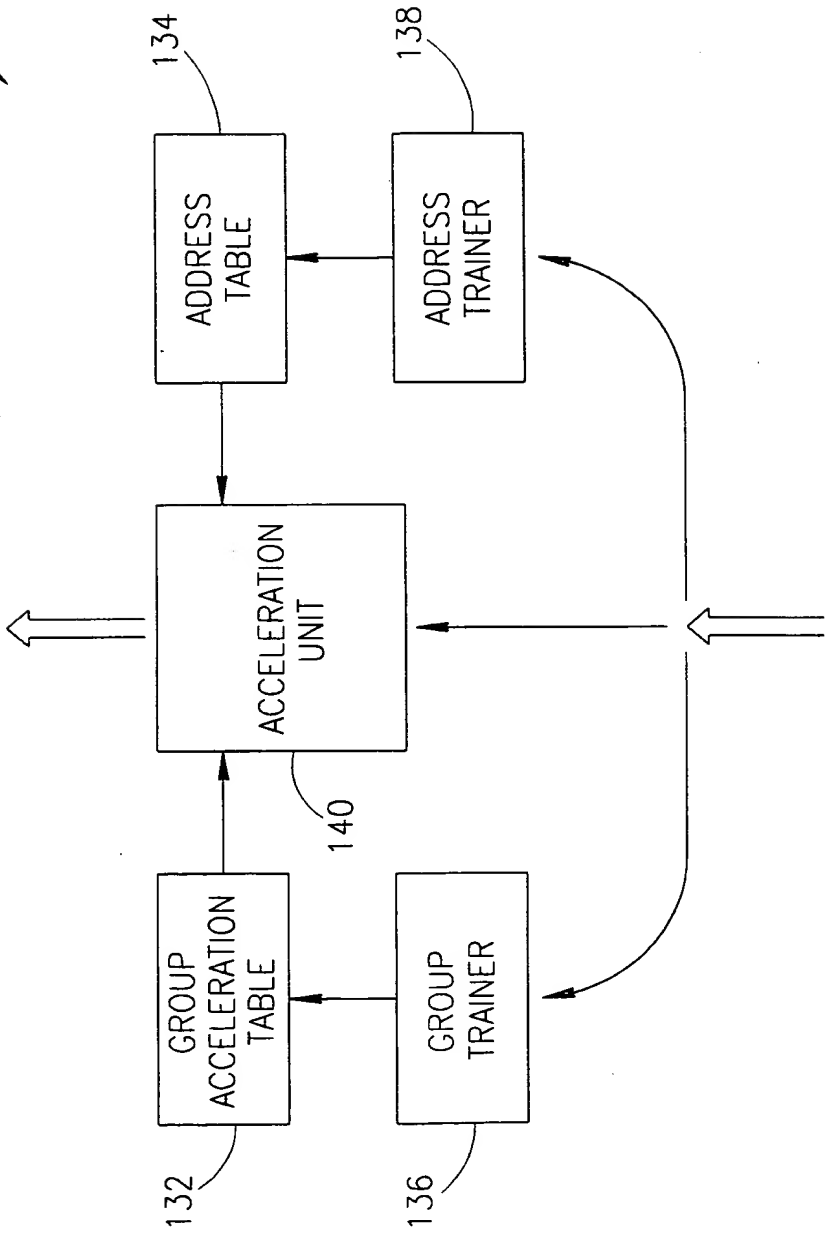 134
ADDRESS
TABLE
138
ADDRESS
TRAINER
ACCELERATION
UNIT
140
GROUP
ACCELERATION
TABLE
132
GROUP
TRAINER
136